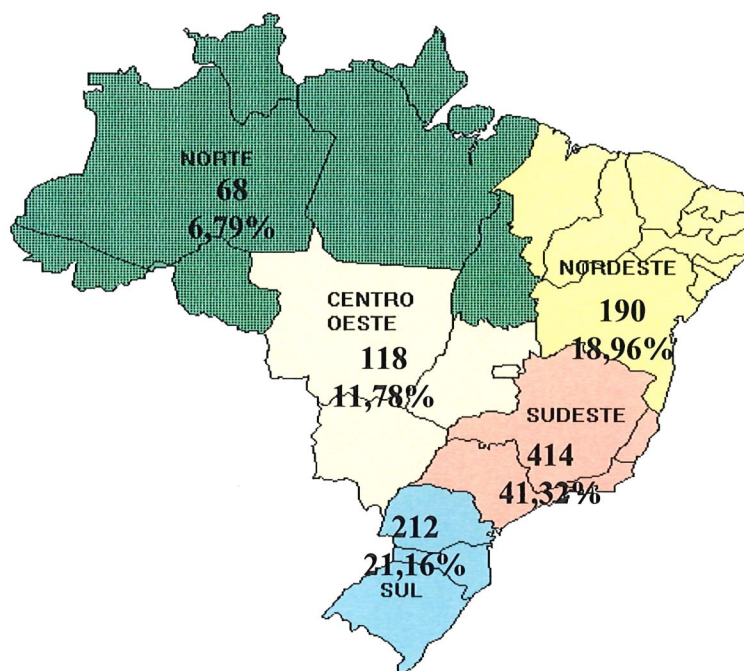 NORTE
68
6,79%
NORDESTE
190
18,96%
CENTRO
OESTE
118
11,78%
SUDESTE
414
41,32%
212
21,16%
SUL